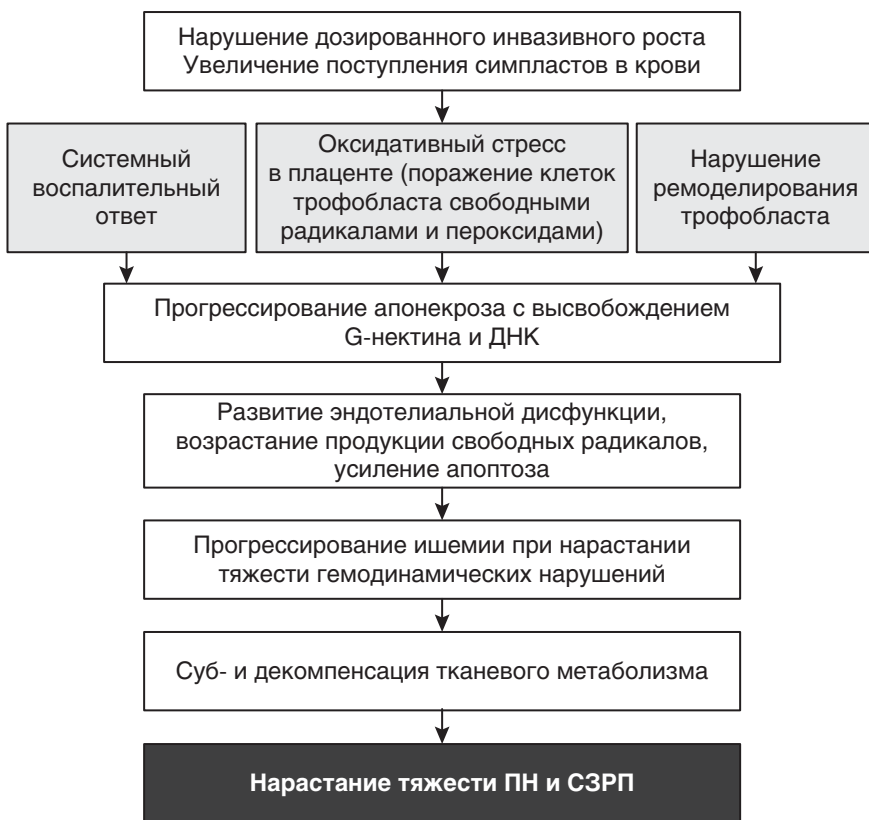 Нарушение дозированного инвазивного роста
Увеличение поступления симпластов в крови
Системный
воспалительный
ответ
Оксидативный стресс
в плаценте (поражение клеток
трофобласта свободными
радикалами и пероксидами)
Нарушение
ремоделирования
трофобласта
Прогрессирование апонекроза с высвобождением
G-нектина и ДНК
Развитие эндотелиальной дисфункции,
возрастание продукции свободных радикалов,
усиление апоптоза
Прогрессирование ишемии при нарастании
тяжести гемодинамических нарушений
Суб- и декомпенсация тканевого метаболизма
Нарастание тяжести ПН и СЗРП